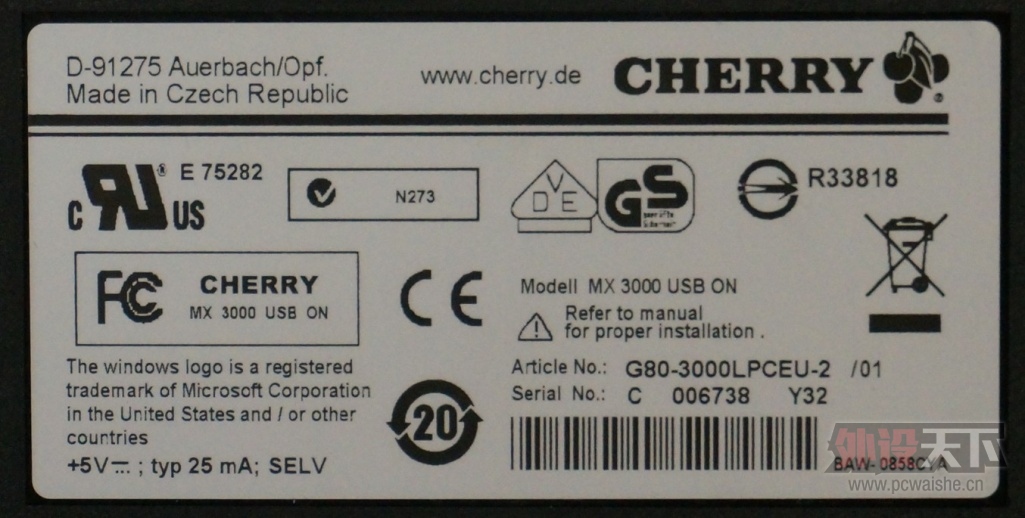 D-91275 Auerbach/Opf.
Made in Czech Republic
www.cherry.de
CHERRY
®
C
US
® E 75282
N273
VDE
GS
geprüfte
Sicherheit
R33818
FC
CHERRY
MX 3000 USB ON
CE
Modell MX 3000 USB ON
Refer to manual
for proper installation .
The windows logo is a registered
trademark of Microsoft Corporation
in the United States and / or other
countries
+5V⎓ ; typ 25 mA; SELV
20
Article No.: G80-3000LPCEU-2 /01
Serial No.: C 006738 Y32
BAW-0858CYA
外设天下
www.pcwaishe.cn